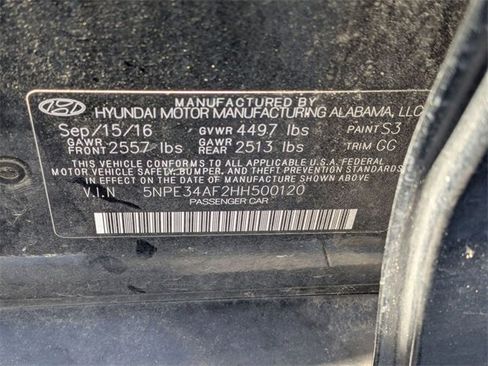 MANUFACTURED BY
HYUNDAI MOTOR MANUFACTURING ALABAMA, LLC
Sep/15/16 GVWR 4497 lbs PAINT S3
GAWR FRONT 2557 lbs GAWR REAR 2513 lbs TRIM GG
THIS VEHICLE CONFORMS TO ALL APPLICABLE U.S.A. FEDERAL
MOTOR VEHICLE SAFETY, BUMPER, AND THEFT PREVENTION STANDARDS
IN EFFECT ON THE DATE OF MANUFACTURE SHOWN ABOVE.
V.I.N 5NPE34AF2HH500120
PASSENGER CAR